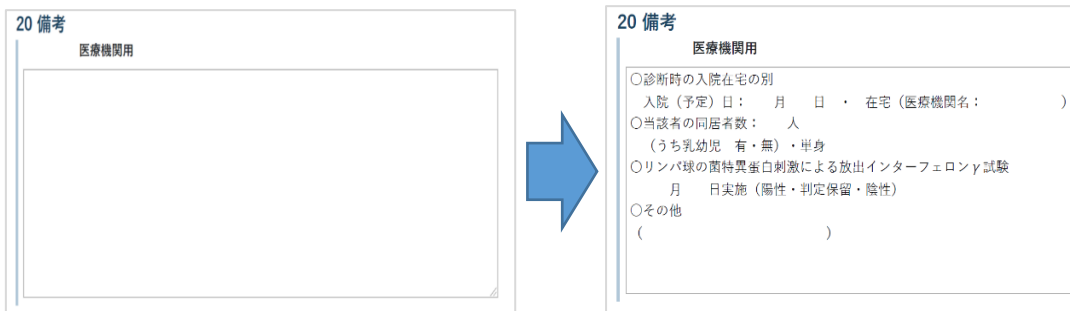 20 備考
医療機関用
20 備考
医療機関用
○診断時の入院在宅の別
入院（予定）日：　　月　　日　・　在宅（医療機関名：　　　　　　）
○当該者の同居者数：　　人
（うち乳幼児　有・無）・単身
○リンパ球の菌特異蛋白刺激による放出インターフェロンγ試験
月　　日実施（陽性・判定保留・陰性）
○その他
（　　　　　　　　　　　　　）